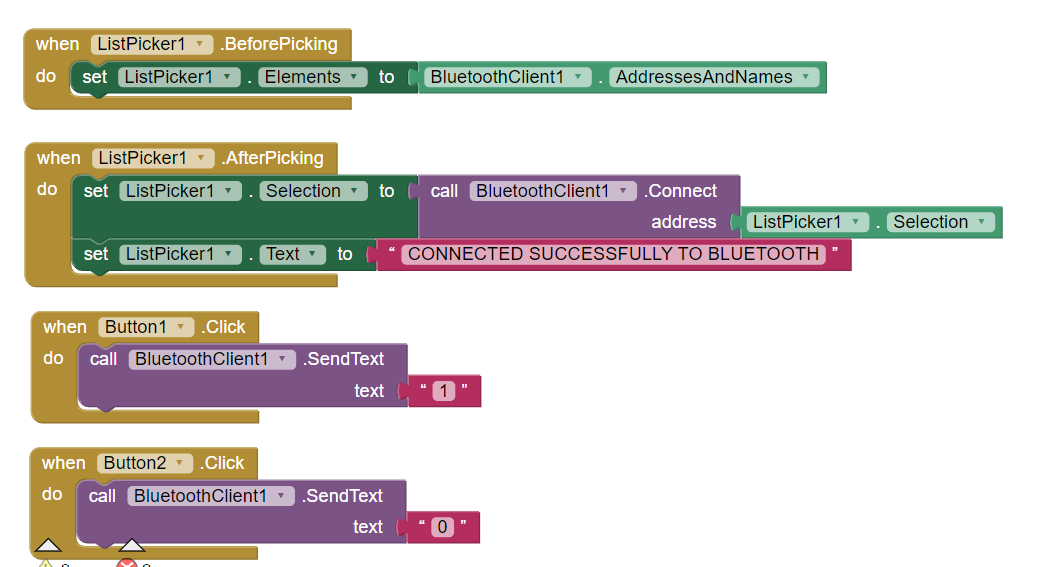 when ListPicker1 .BeforePicking
do set ListPicker1 . Elements to BluetoothClient1 . AddressesAndNames
when ListPicker1 .AfterPicking
do set ListPicker1 . Selection to call BluetoothClient1 .Connect
address ListPicker1 . Selection
set ListPicker1 . Text to “ CONNECTED SUCCESSFULLY TO BLUETOOTH ”
when Button1 .Click
do call BluetoothClient1 .SendText
text “ 1 ”
when Button2 .Click
do call BluetoothClient1 .SendText
text “ 0 ”